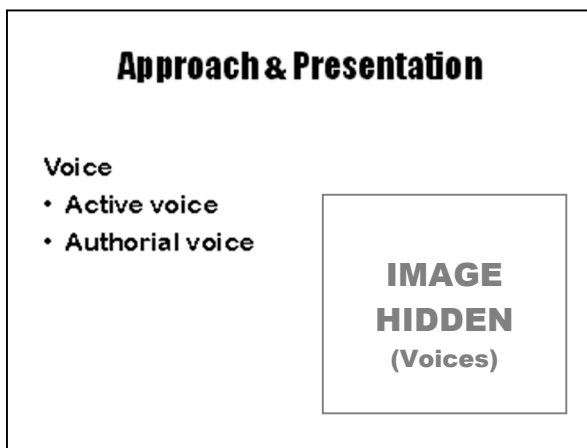 Approach & Presentation
Voice
• Active voice
• Authorial voice
IMAGE
HIDDEN
(Voices)